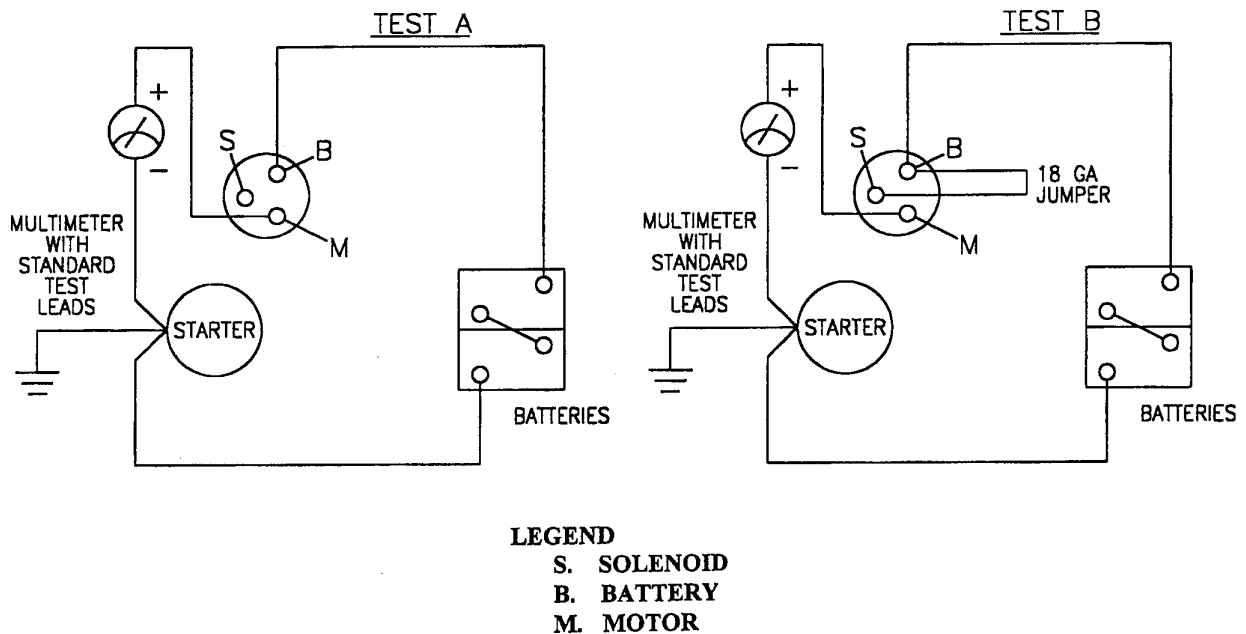 TEST A
+
S
B
-
M
MULTIMETER
WITH
STANDARD
TEST
LEADS
STARTER
BATTERIES
TEST B
+
S
B
-
18 GA
JUMPER
M
MULTIMETER
WITH
STANDARD
TEST
LEADS
STARTER
BATTERIES
LEGEND
S. SOLENOID
B. BATTERY
M. MOTOR